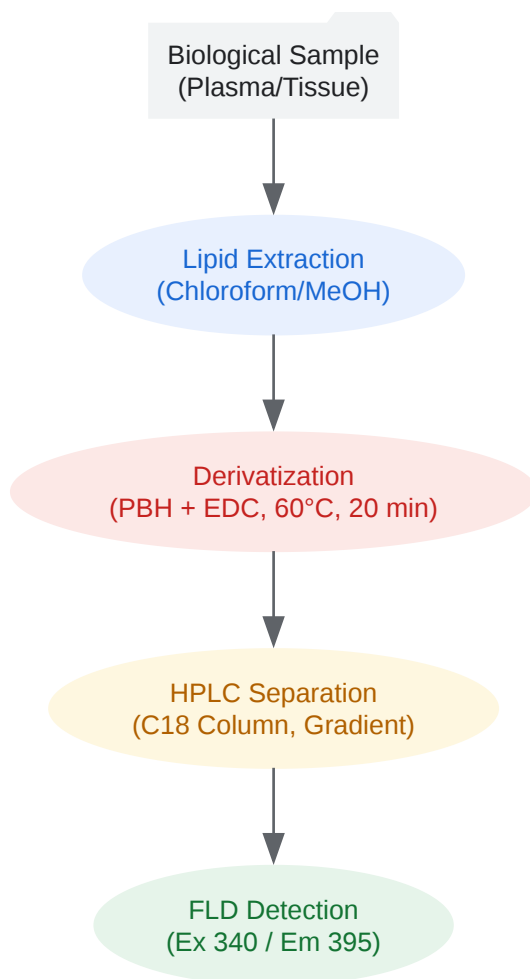 Biological Sample
(Plasma/Tissue)
Lipid Extraction
(Chloroform/MeOH)
Derivatization
(PBH + EDC, 60°C, 20 min)
HPLC Separation
(C18 Column, Gradient)
FLD Detection
(Ex 340 / Em 395)